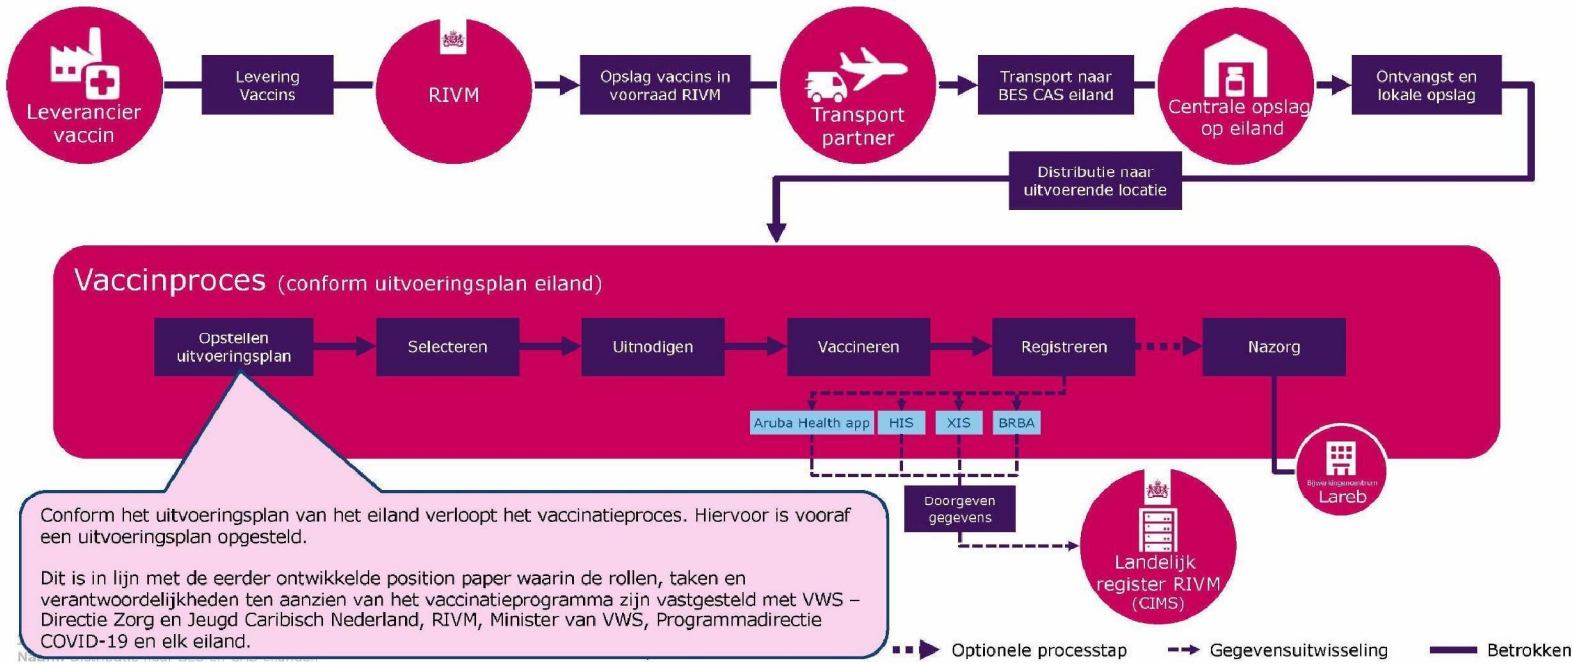 Leverancier
vaccin
Levering
Vaccins
RIVM
Opslag vaccins in
voorraad RIVM
Transport
partner
Transport naar
BES CAS eiland
Centrale opslag
op eiland
Ontvangst en
lokale opslag
Distributie naar
uitvoerende locatie
Vaccinproces (conform uitvoeringsplan eiland)
Opstellen
uitvoeringsplan
Selecteren
Uitnodigen
Vaccineren
Registreren
Nazorg
Aruba Health app
HIS
XIS
BRBA
Bijwerkingencentrum
Lareb
Doorgeven
gegevens
Landelijk
register RIVM
(CIMS)
Conform het uitvoeringsplan van het eiland verloopt het vaccinatieproces. Hiervoor is vooraf
een uitvoeringsplan opgesteld.
Dit is in lijn met de eerder ontwikkelde position paper waarin de rollen, taken en
verantwoordelijkheden ten aanzien van het vaccinatieprogramma zijn vastgesteld met VWS –
Directie Zorg en Jeugd Caribisch Nederland, RIVM, Minister van VWS, Programmadirectie
COVID-19 en elk eiland.
Optionele processtap
Gegevensuitwisseling
Betrokken